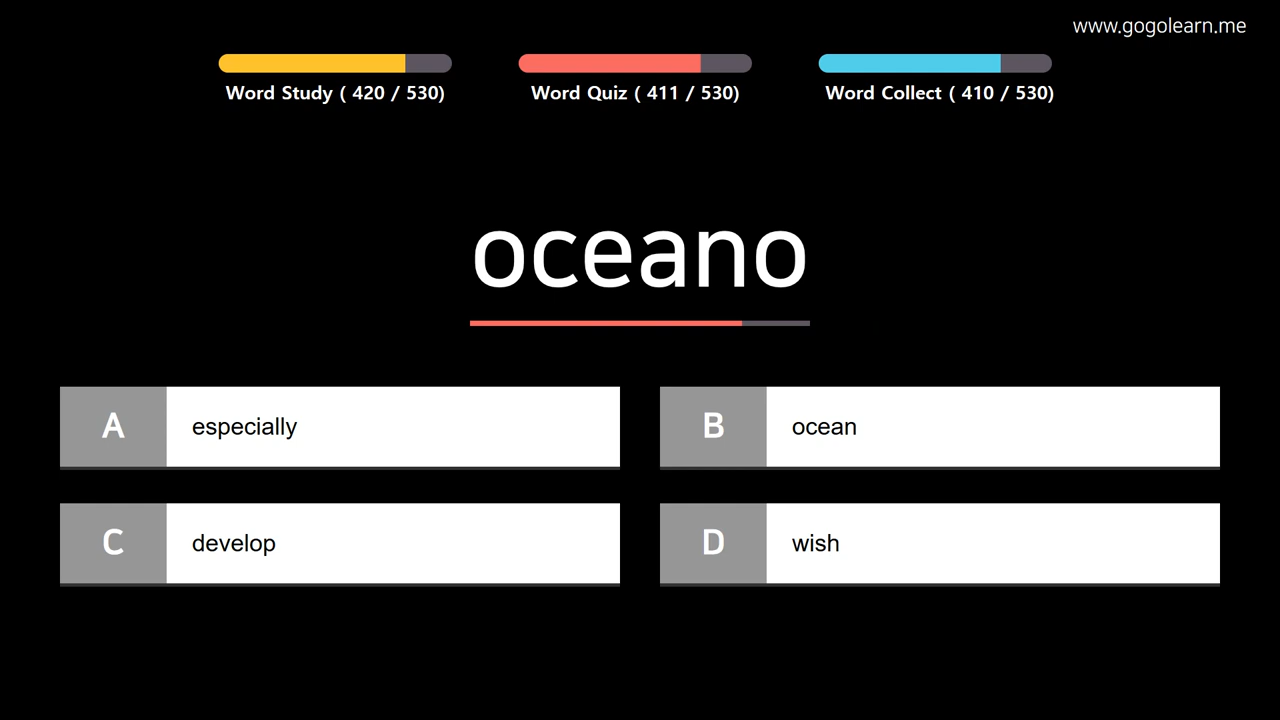 www.gogolearn.me
Word Study ( 420 / 530)
Word Quiz ( 411 / 530)
Word Collect ( 410 / 530)
oceano
A especially
B ocean
C develop
D wish